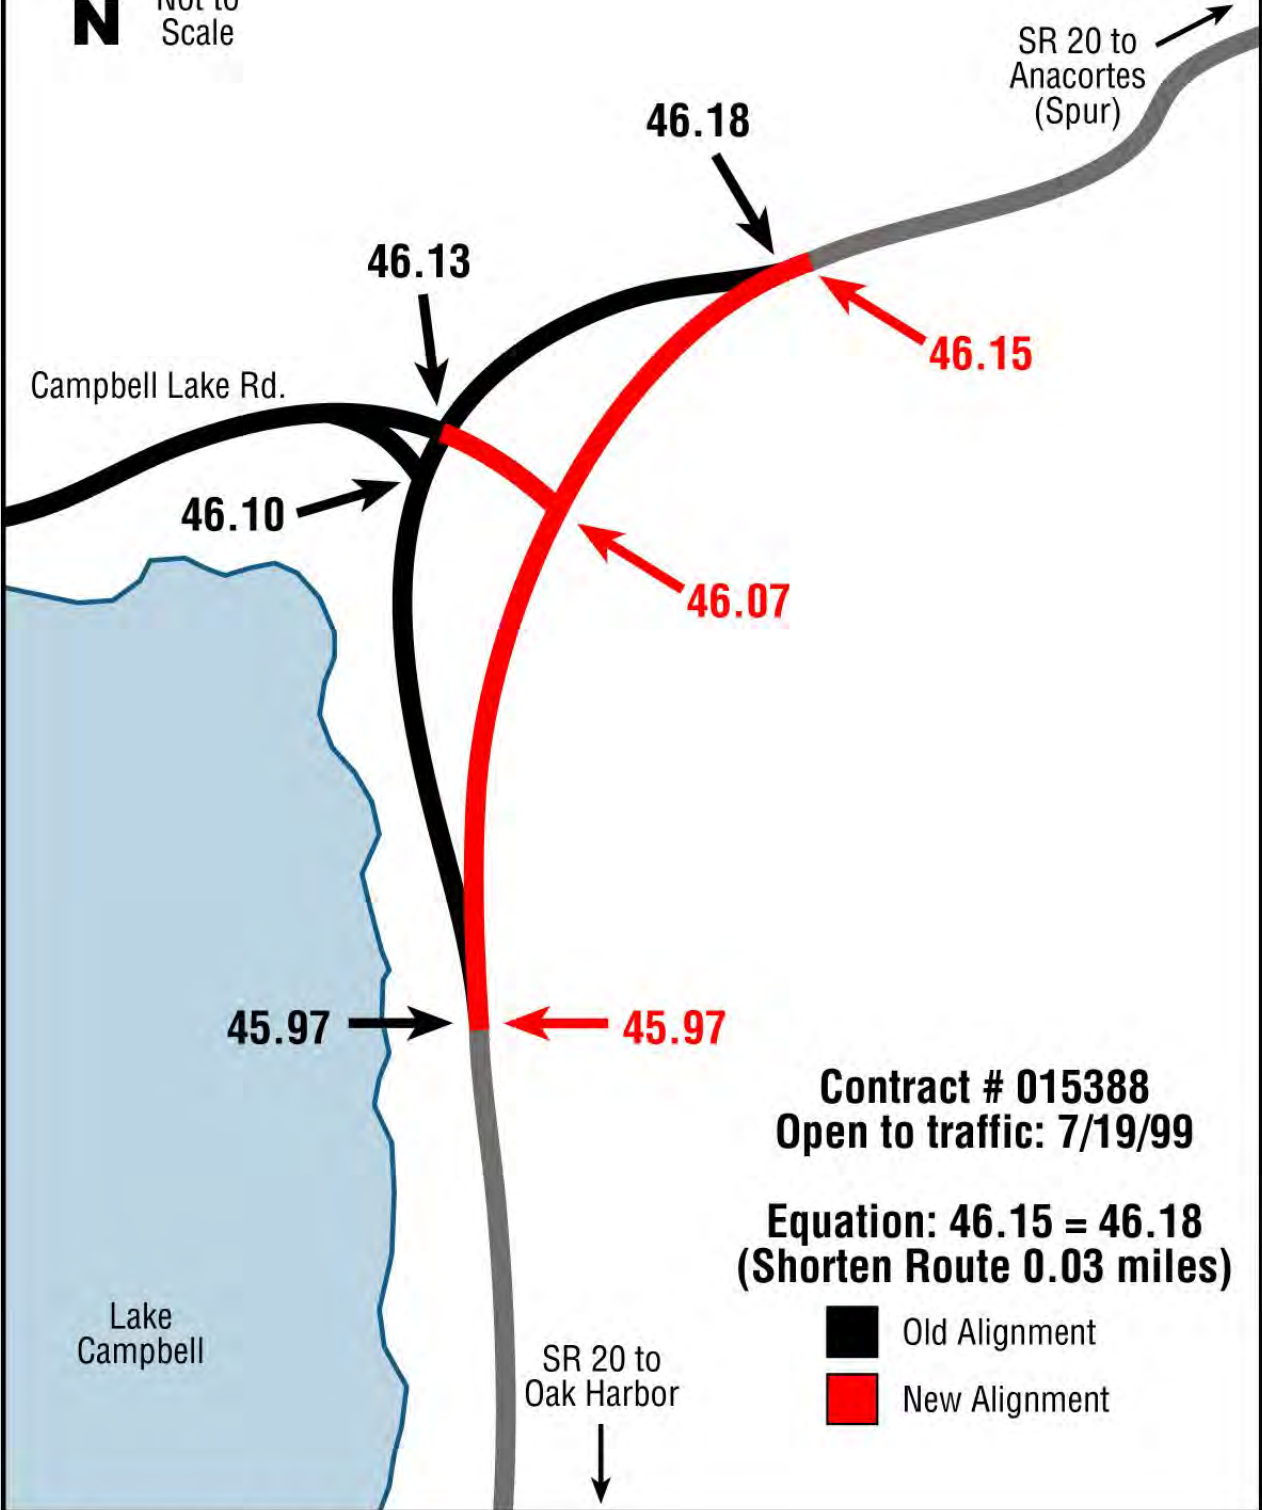 Not to
N
Scale
SR 20 to
Anacortes
(Spur)
46.18
46.13
46.15
Campbell Lake Rd.
46.10
46.07
45.97
45.97
Contract # 015388
Open to traffic: 7/19/99
Equation: 46.15 = 46.18
(Shorten Route 0.03 miles)
Lake
Campbell
Old Alignment
SR 20 to
Oak Harbor
New Alignment